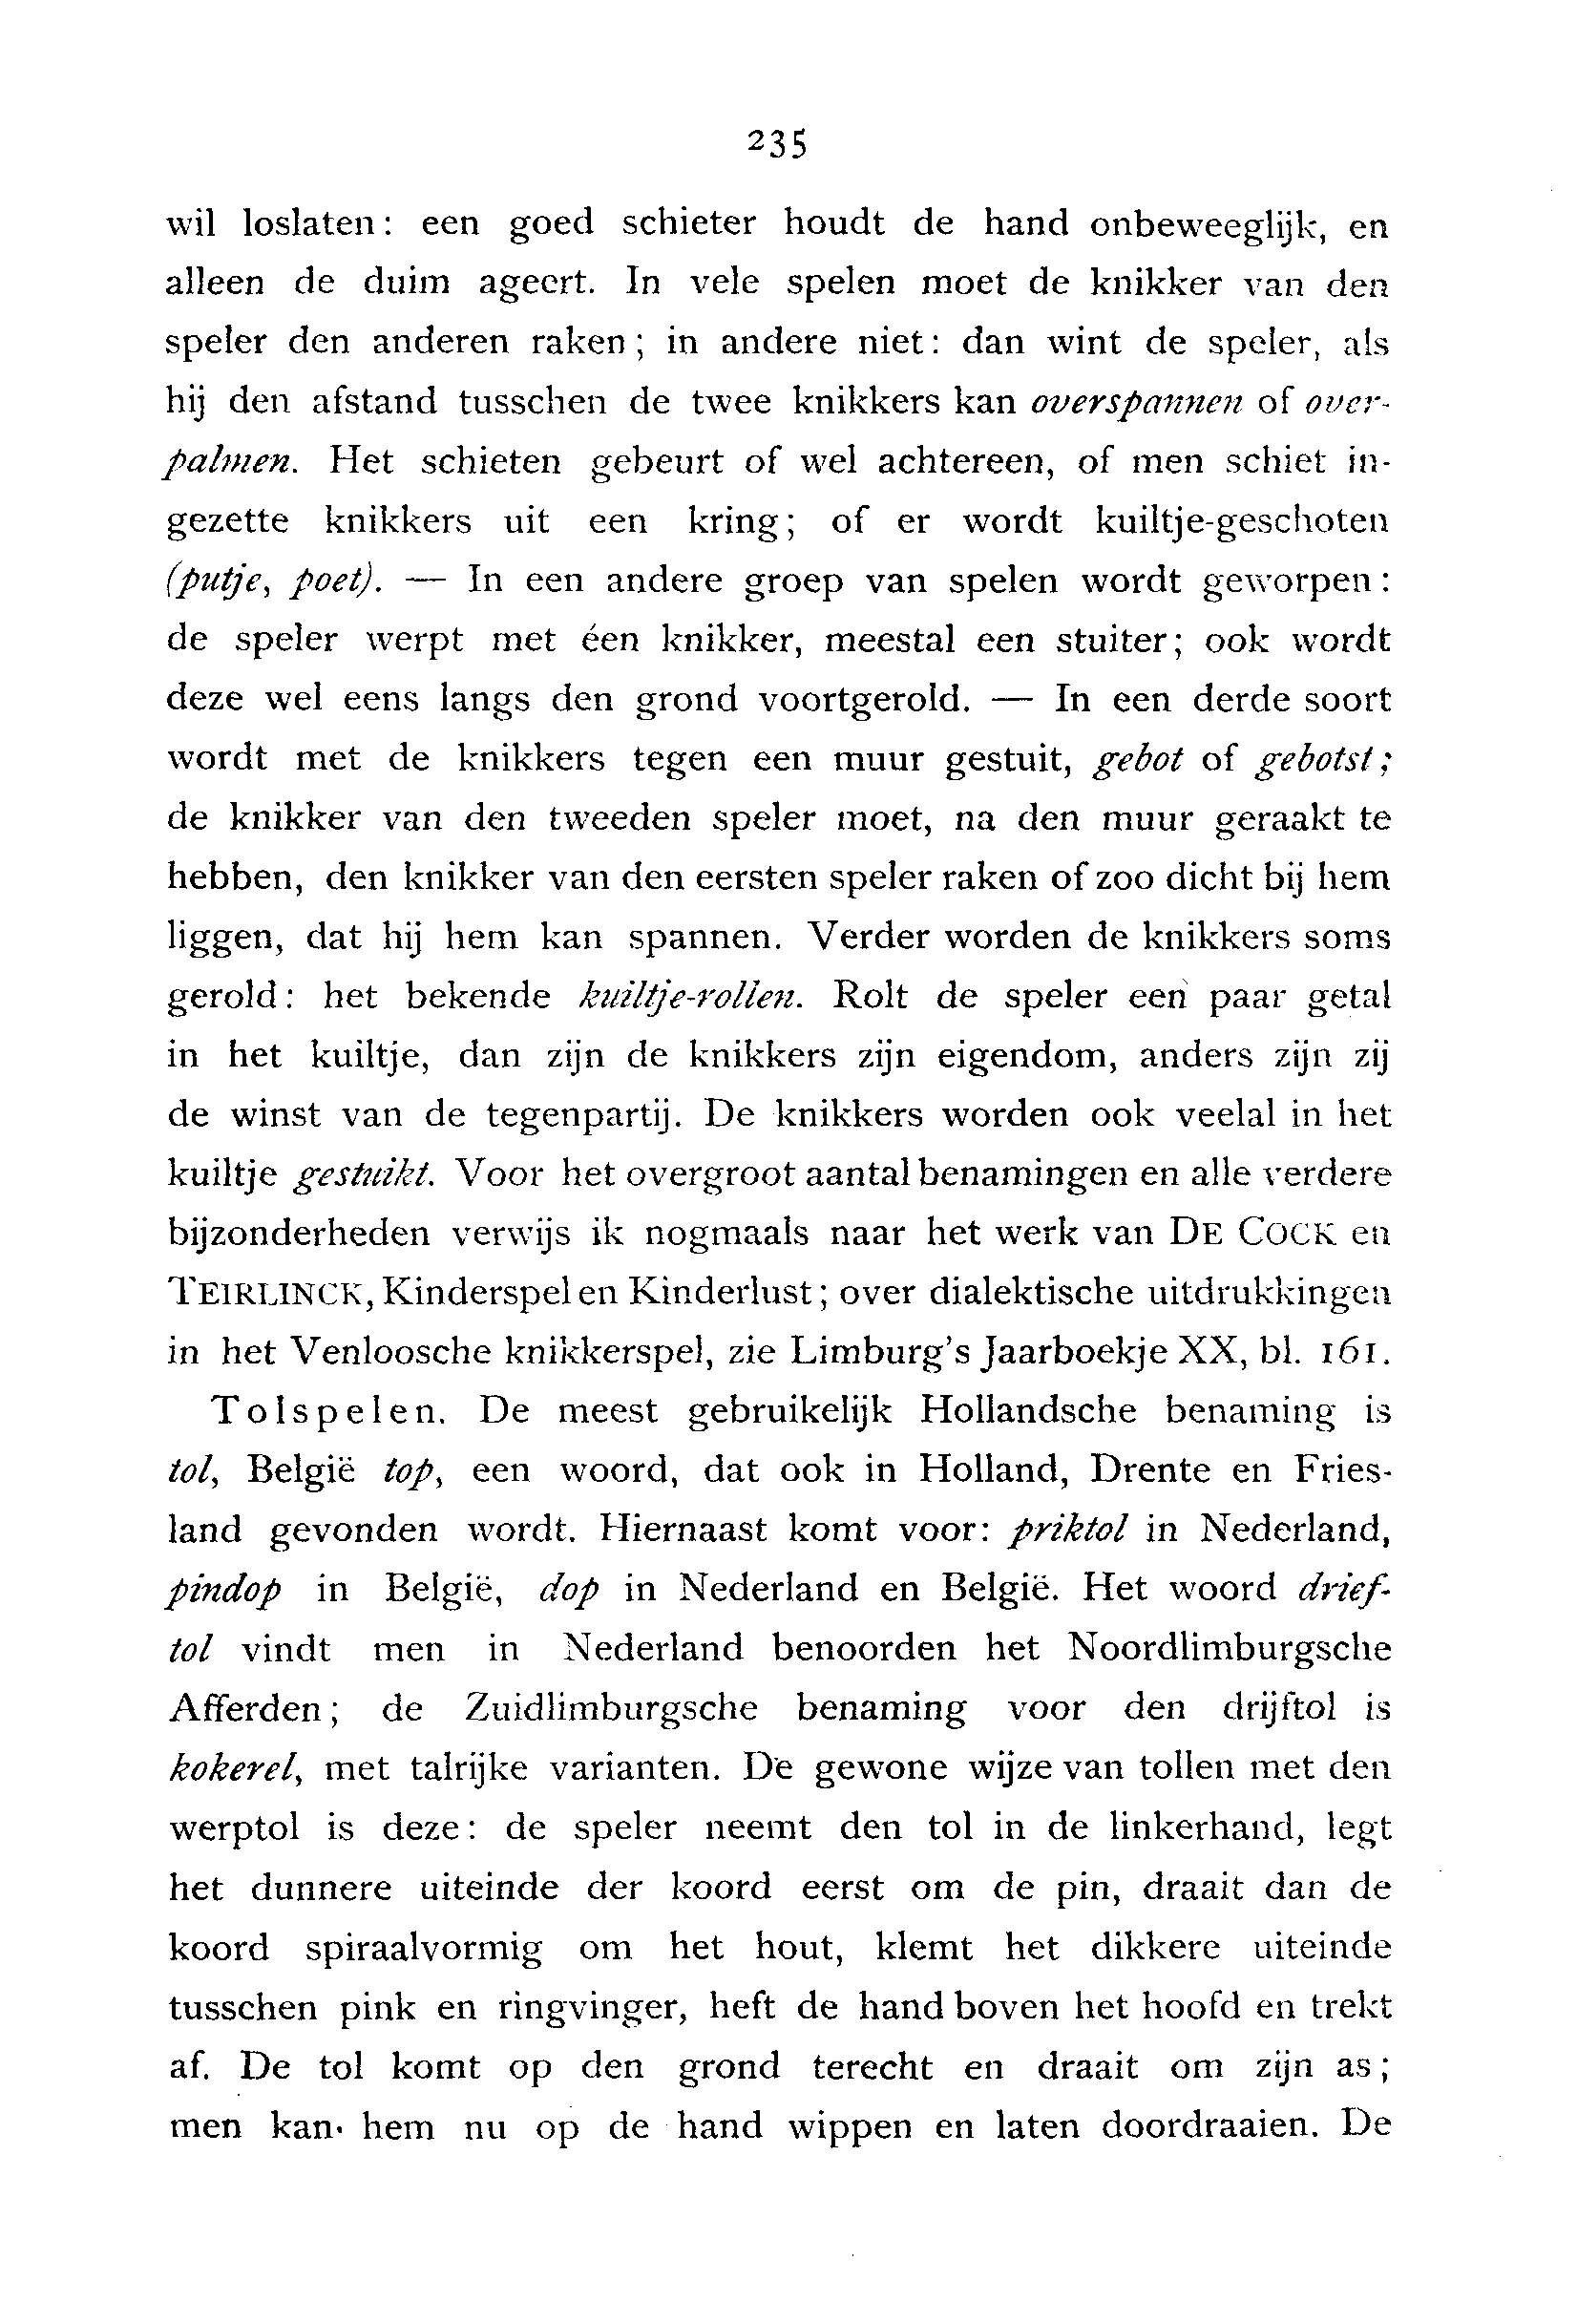 235
wil loslaten: een goed schieter houdt de hand onbeweeglijk, en
alleen de duim ageert. In vele spelen moet de knikker van den
speler den anderen raken; in andere niet: dan wint de speler, als
hij den afstand tusschen de twee knikkers kan overspannen of over-
palmen. Het schieten gebeurt of wel achtereen, of men schiet in-
gezette knikkers uit een kring; of er wordt kuiltje-geschoten
(putje, poet). — In een andere groep van spelen wordt geworpen:
de speler werpt met éen knikker, meestal een stuiter; ook wordt
deze wel eens langs den grond voortgerold. — In een derde soort
wordt met de knikkers tegen een muur gestuit, gebot of gebotst;
de knikker van den tweeden speler moet, na den muur geraakt te
hebben, den knikker van den eersten speler raken of zoo dicht bij hem
liggen, dat hij hem kan spannen. Verder worden de knikkers soms
gerold: het bekende kuiltje-rollen. Rolt de speler een paar getal
in het kuiltje, dan zijn de knikkers zijn eigendom, anders zijn zij
de winst van de tegenpartij. De knikkers worden ook veelal in het
kuiltje gestuikt. Voor het overgroot aantal benamingen en alle verdere
bijzonderheden verwijs ik nogmaals naar het werk van DE COCK en
TEIRLINCK, Kinderspel en Kinderlust; over dialektische uitdrukkingen
in het Venloosche knikkerspel, zie Limburg's Jaarboekje XX, bl. 161.
Tolspelen. De meest gebruikelijk Hollandsche benaming is
tol, België top, een woord, dat ook in Holland, Drente en Fries-
land gevonden wordt. Hiernaast komt voor: priktol in Nederland,
pindop in België, dop in Nederland en België. Het woord drief-
tol vindt men in Nederland benoorden het Noordlimburgsche
Afferden; de Zuidlimburgsche benaming voor den drijftol is
kokerel, met talrijke varianten. De gewone wijze van tollen met den
werptol is deze: de speler neemt den tol in de linkerhand, legt
het dunnere uiteinde der koord eerst om de pin, draait dan de
koord spiraalvormig om het hout, klemt het dikkere uiteinde
tusschen pink en ringvinger, heft de hand boven het hoofd en trekt
af. De tol komt op den grond terecht en draait om zijn as;
men kan hem nu op de hand wippen en laten doordraaien. De